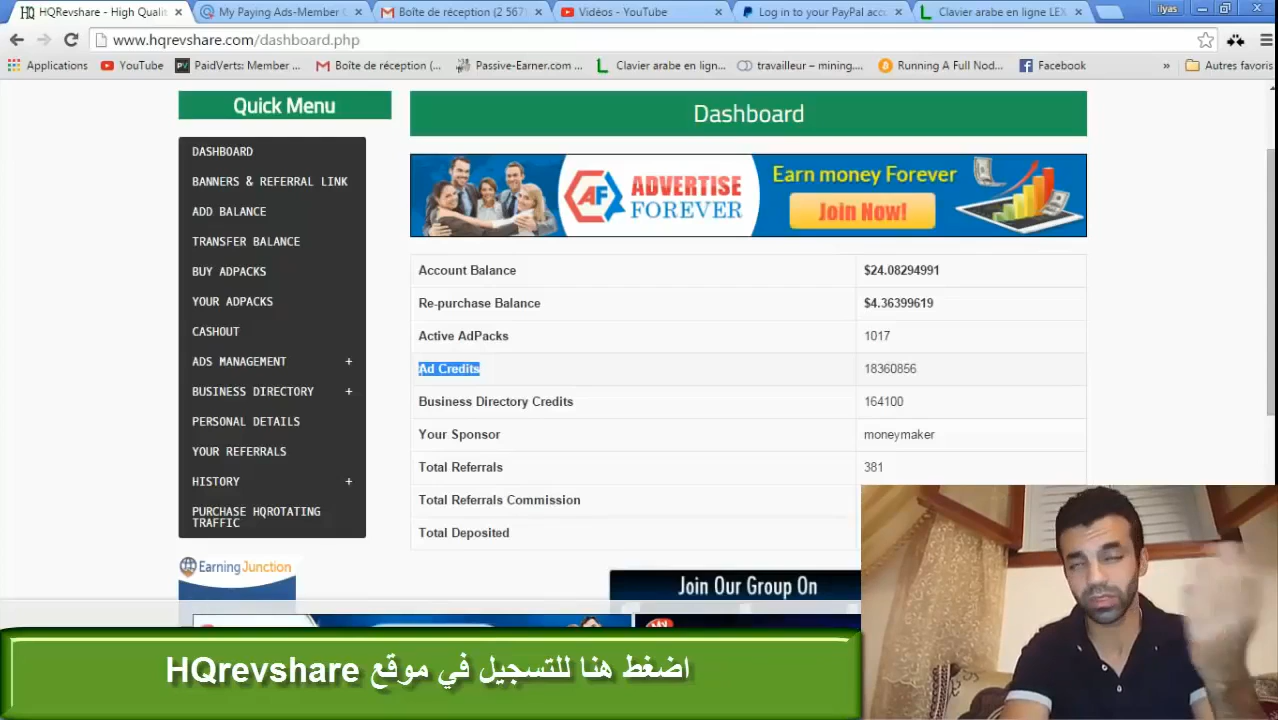 HQRevshare - High Qualit
My Paying Ads-Member C
Boîte de réception (2 567
Vidéos - YouTube
Log in to your PayPal acc
Clavier arabe en ligne LEX
ilyas
www.hqrevshare.com/dashboard.php
Applications
YouTube
PaidVerts: Member ...
Boîte de réception (...
Passive-Earner.com ...
Clavier arabe en lign...
travailleur – mining....
Running A Full Nod...
Facebook
»
Autres favoris
Quick Menu
DASHBOARD
BANNERS & REFERRAL LINK
ADD BALANCE
TRANSFER BALANCE
BUY ADPACKS
YOUR ADPACKS
CASHOUT
ADS MANAGEMENT +
BUSINESS DIRECTORY +
PERSONAL DETAILS
YOUR REFERRALS
HISTORY +
PURCHASE HQROTATING
TRAFFIC
EarningJunction
Dashboard
AF ADVERTISE
FOREVER
Earn money Forever
Join Now!
Account Balance $24.08294991
Re-purchase Balance $4.36399619
Active AdPacks 1017
Ad Credits 18360856
Business Directory Credits 164100
Your Sponsor moneymaker
Total Referrals 381
Total Referrals Commission
Total Deposited
Join Our Group On
My
اضغط هنا للتسجيل في موقع HQrevshare